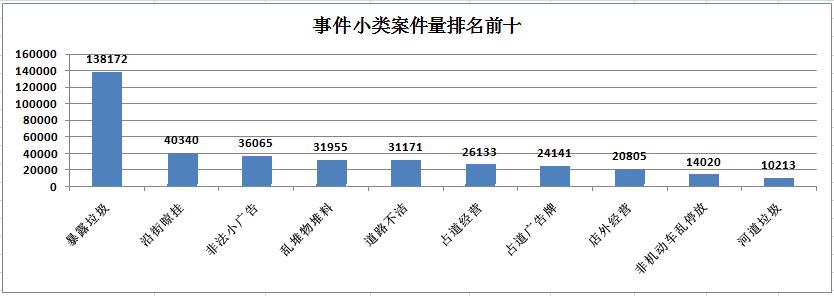 事件小类案件量排名前十
160000
140000
120000
100000
80000
60000
40000
20000
0
138172
40340
36065
31955
31171
26133
24141
20805
14020
10213
暴露垃圾
沿街晾挂
非法小广告
乱堆物堆料
道路不洁
占道经营
占道广告牌
店外经营
非机动车乱停放
河道垃圾